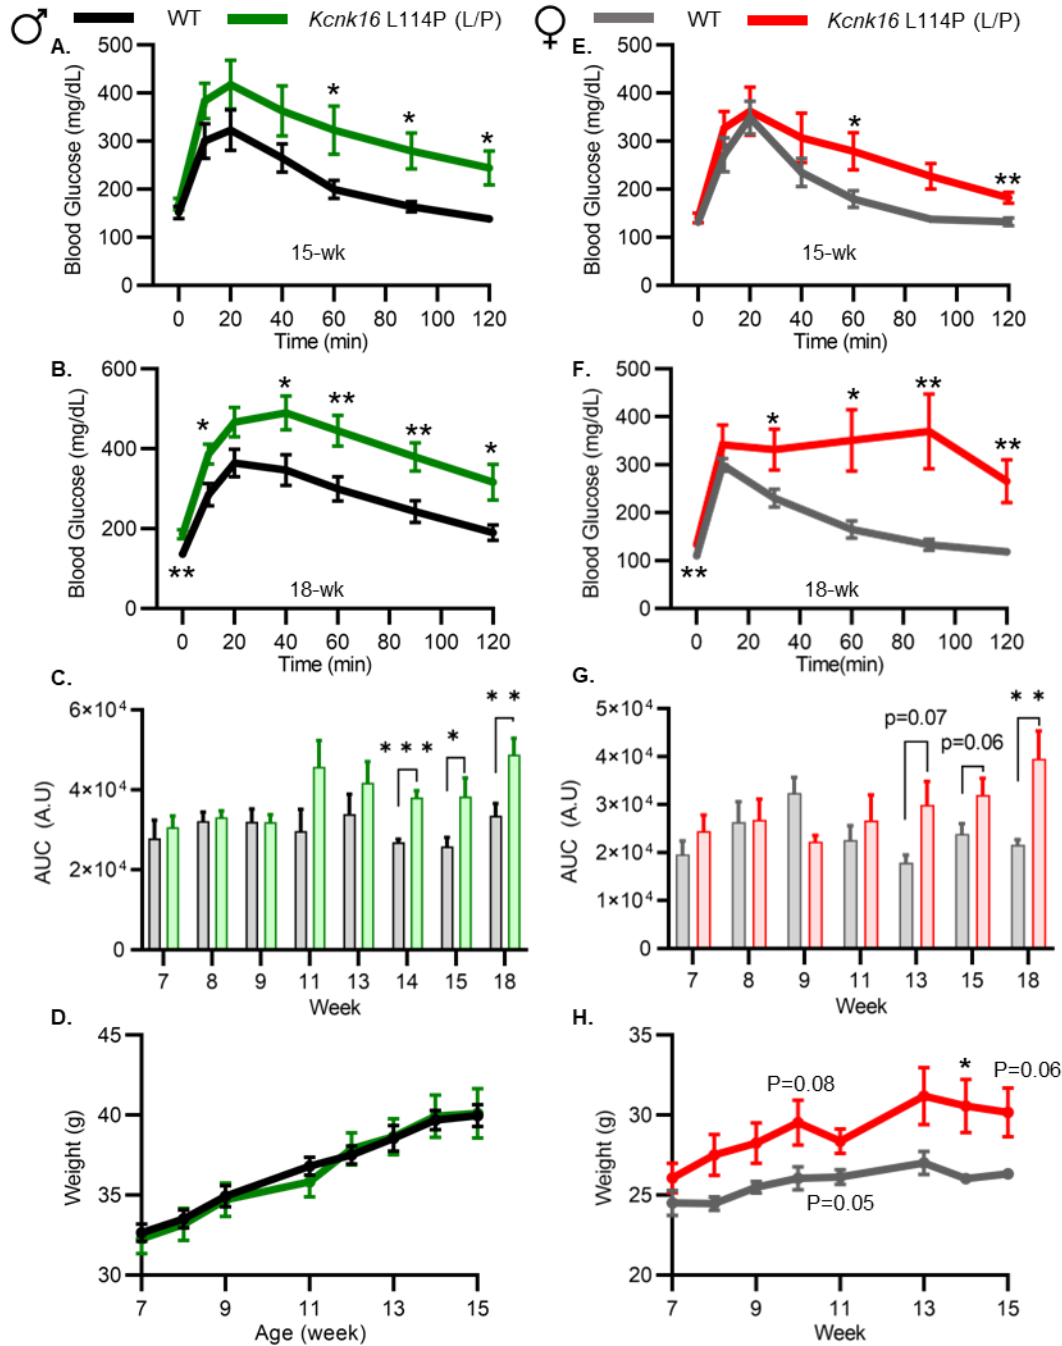 WT Kcnk16 L114P (L/P)
WT Kcnk16 L114P (L/P)
A.
Blood Glucose (mg/dL)
500
400
300
200
100
0
* * *
15-wk
0 20 40 60 80 100 120
Time (min)
E.
Blood Glucose (mg/dL)
500
400
300
200
100
0
* **
15-wk
0 20 40 60 80 100 120
Time (min)
B.
Blood Glucose (mg/dL)
600
400
200
0
* * ** ** *
**
18-wk
0 20 40 60 80 100 120
Time (min)
F.
Blood Glucose (mg/dL)
500
400
300
200
100
0
* * ** **
**
18-wk
0 20 40 60 80 100 120
Time(min)
C.
AUC (A.U)
6×10⁴
4×10⁴
2×10⁴
0
* * * * * *
7 8 9 11 13 14 15 18
Week
G.
AUC (A.U)
5×10⁴
4×10⁴
3×10⁴
2×10⁴
1×10⁴
0
p=0.07 p=0.06 * *
7 8 9 11 13 15 18
Week
D.
Weight (g)
45
40
35
30
7 9 11 13 15
Age (week)
H.
Weight (g)
35
30
25
20
P=0.08 * P=0.06
P=0.05
7 9 11 13 15
Week